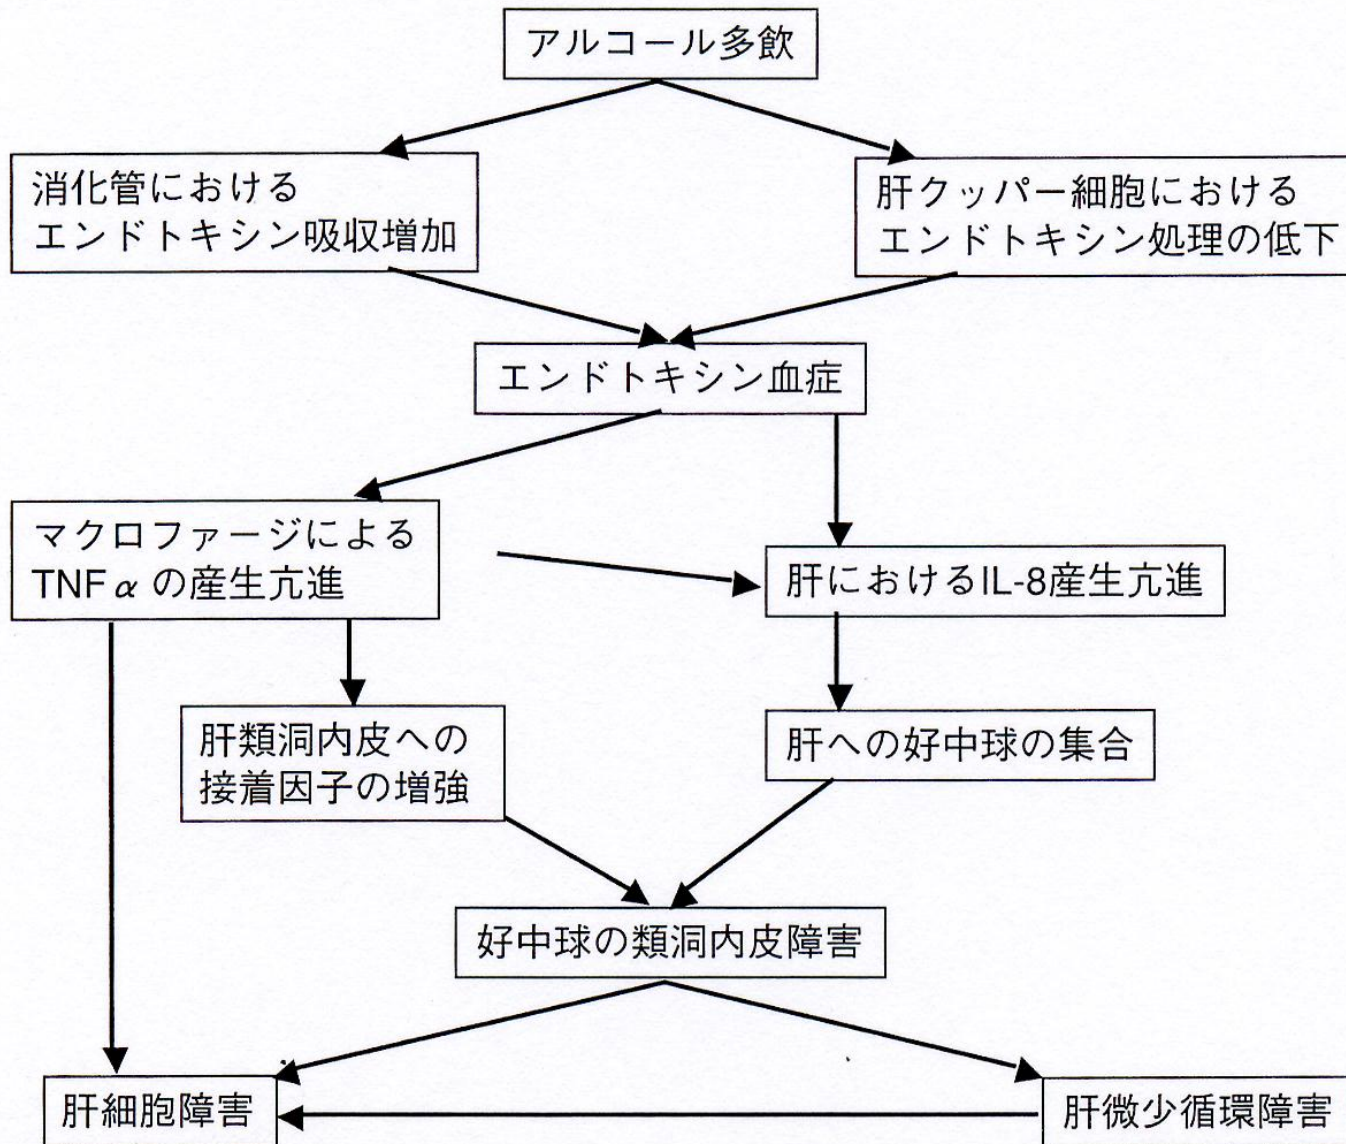 アルコール多飲
消化管における
エンドトキシン吸収増加
肝クッパー細胞における
エンドトキシン処理の低下
エンドトキシン血症
マクロファージによる
TNFαの産生亢進
肝におけるIL-8産生亢進
肝類洞内皮への
接着因子の増強
肝への好中球の集合
好中球の類洞内皮障害
肝細胞障害
肝微少循環障害